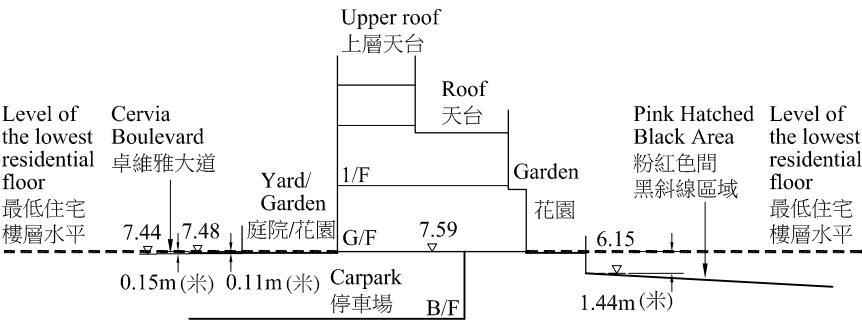 Upper roof
上層天台
Roof
天台
Level of
the lowest
residential
floor
最低住宅
樓層水平
Cervia
Boulevard
卓維雅大道
Yard/
Garden
庭院/花園
1/F
Garden
花園
Pink Hatched
Black Area
粉紅色間
黑斜線區域
Level of
the lowest
residential
floor
最低住宅
樓層水平
7.44
7.48
G/F
7.59
6.15
0.15m(米)
0.11m(米)
Carpark
停車場
B/F
1.44m(米)